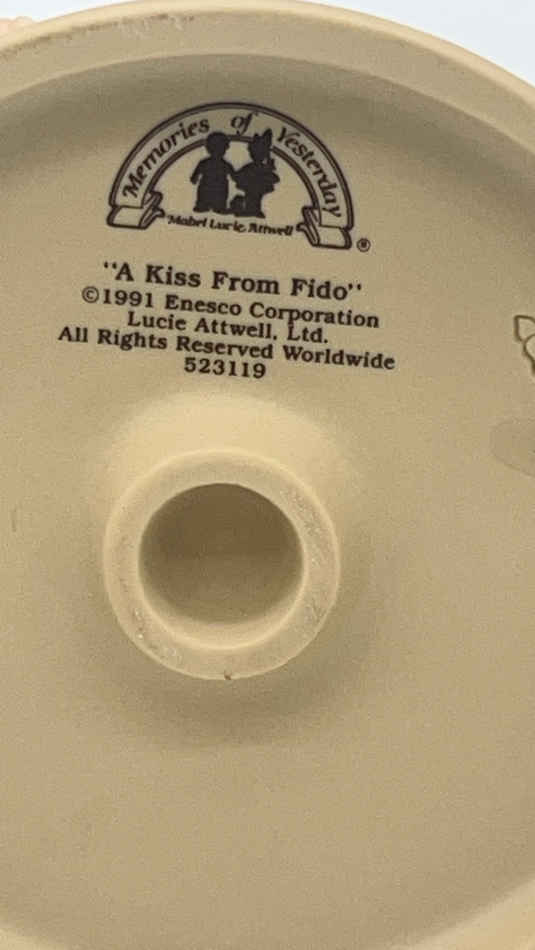 Memories of Yesterday
Mabel Lucie Attwell
®
"A Kiss From Fido"
©1991 Enesco Corporation
Lucie Attwell, Ltd.
All Rights Reserved Worldwide
523119